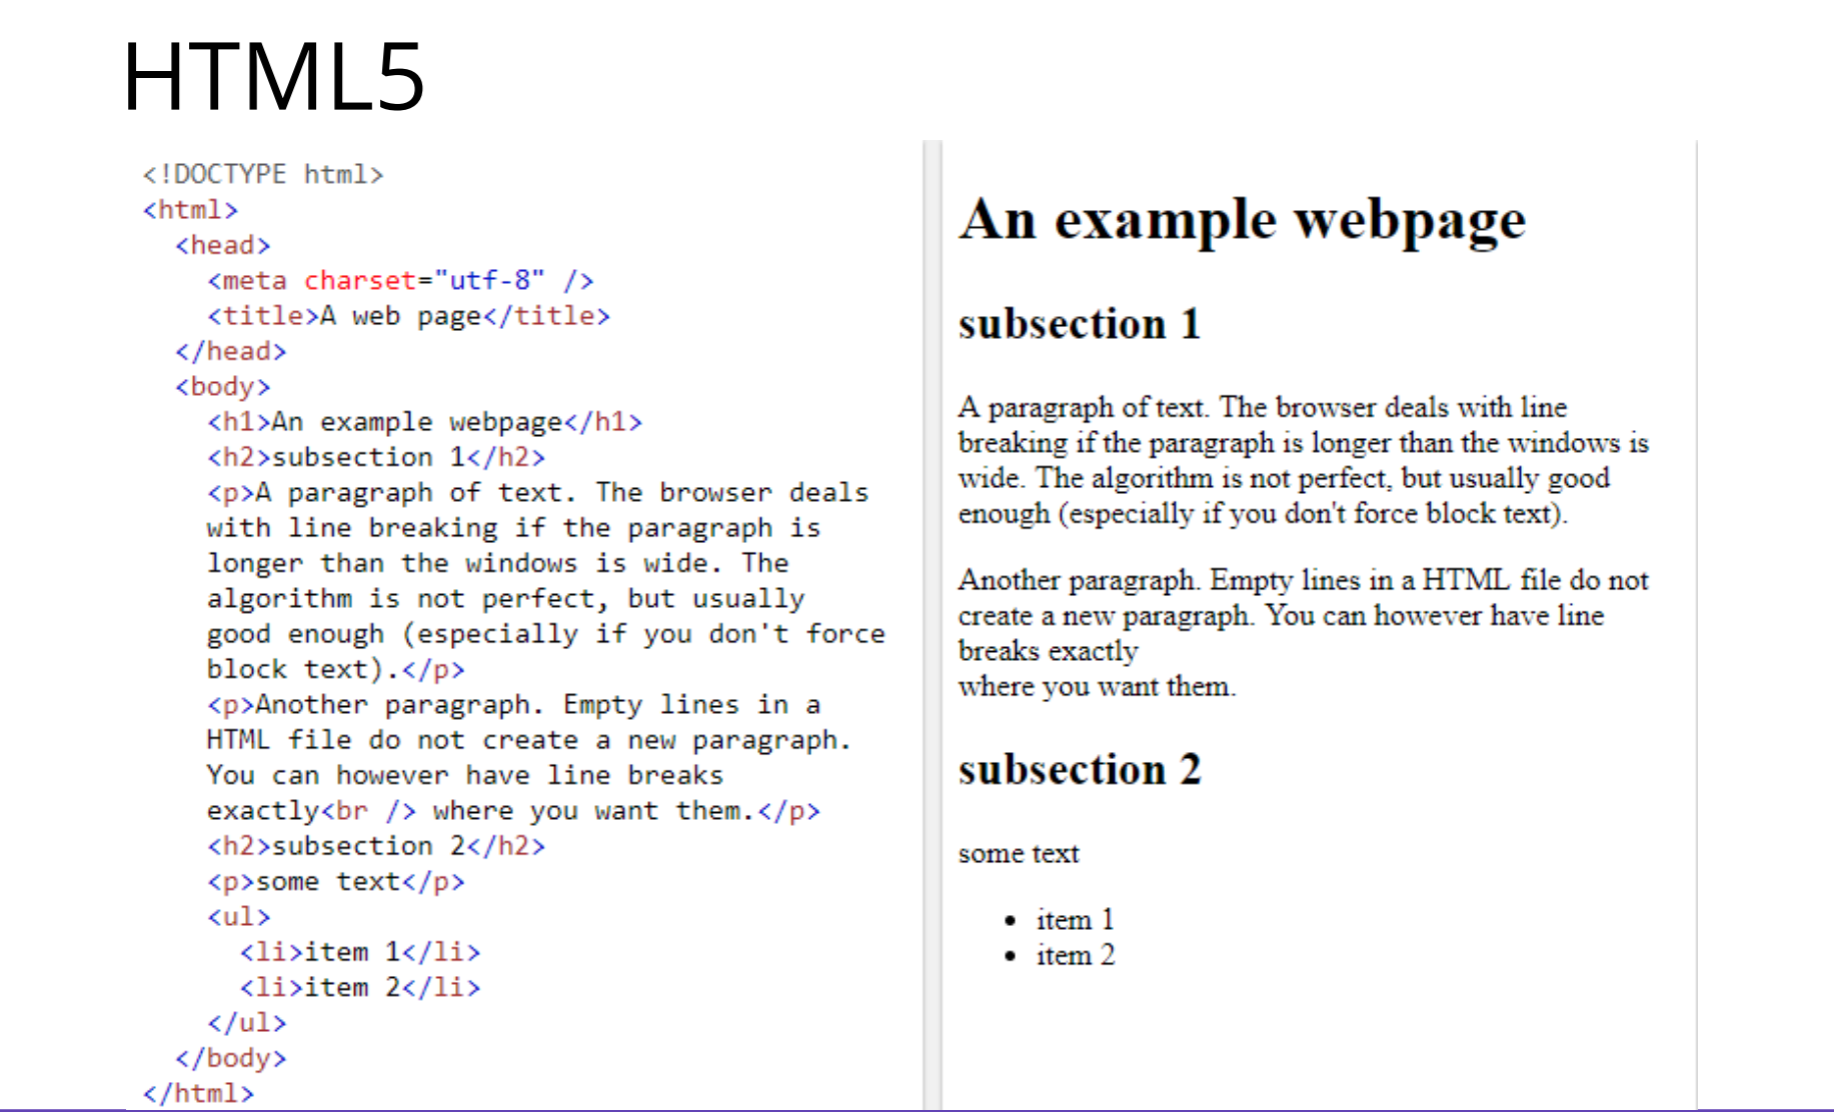 HTML5
<!DOCTYPE html>
<html>
<head>
<meta charset="utf-8" />
<title>A web page</title>
</head>
<body>
<h1>An example webpage</h1>
<h2>subsection 1</h2>
<p>A paragraph of text. The browser deals
with line breaking if the paragraph is
longer than the windows is wide. The
algorithm is not perfect, but usually
good enough (especially if you don't force
block text).</p>
<p>Another paragraph. Empty lines in a
HTML file do not create a new paragraph.
You can however have line breaks
exactly<br /> where you want them.</p>
<h2>subsection 2</h2>
<p>some text</p>
<ul>
<li>item 1</li>
<li>item 2</li>
</ul>
</body>
</html>
An example webpage
subsection 1
A paragraph of text. The browser deals with line
breaking if the paragraph is longer than the windows is
wide. The algorithm is not perfect, but usually good
enough (especially if you don't force block text).
Another paragraph. Empty lines in a HTML file do not
create a new paragraph. You can however have line
breaks exactly
where you want them.
subsection 2
some text
• item 1
• item 2